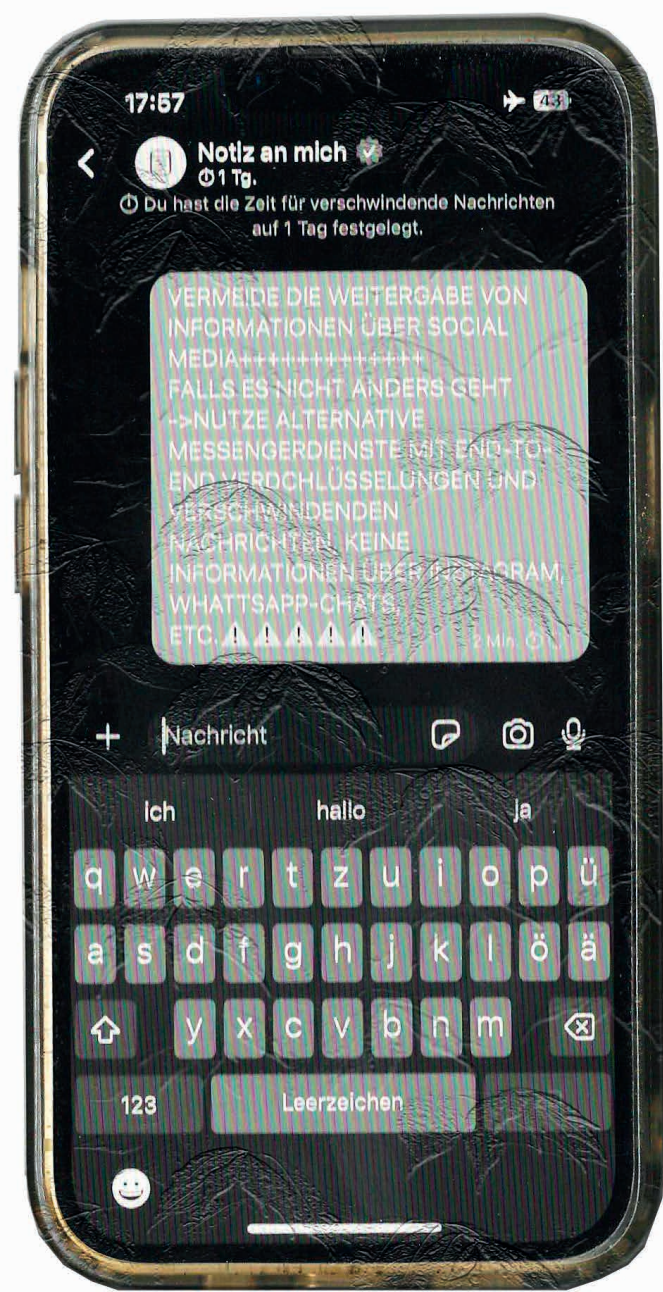 17:57
43
Notiz an mich
1 Tg.
Du hast die Zeit für verschwindende Nachrichten
auf 1 Tag festgelegt.
VERMEIDE DIE WEITERGABE VON
INFORMATIONEN ÜBER SOCIAL
MEDIA+++++++++++++
FALLS ES NICHT ANDERS GEHT
->NUTZE ALTERNATIVE
MESSENGERDIENSTE MIT END-TO-
END VERDCHLÜSSELUNGEN UND
VERSCHWINDENDEN
NACHRICHTEN. KEINE
INFORMATIONEN ÜBER INSTAGRAM,
WHATTSAPP-CHATS,
ETC.⚠⚠⚠⚠⚠
2 Min.
Nachricht
ich hallo ja
q w e r t z u i o p ü
a s d f g h j k l ö ä
y x c v b n m
123 Leerzeichen